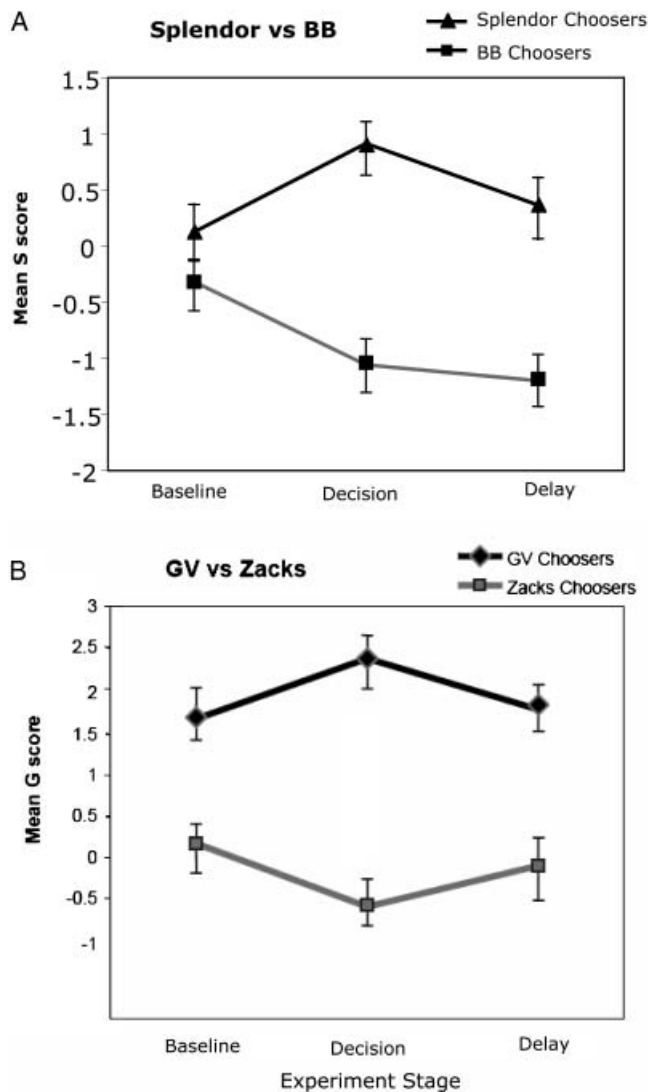 A
Splendor vs BB
Splendor Choosers
BB Choosers
1.5
1
0.5
0
-0.5
-1
-1.5
-2
Mean S score
Baseline Decision Delay
B
GV vs Zacks
GV Choosers
Zacks Choosers
3
2.5
2
1.5
1
0.5
0
-0.5
-1
Mean G score
Baseline Decision Delay
Experiment Stage